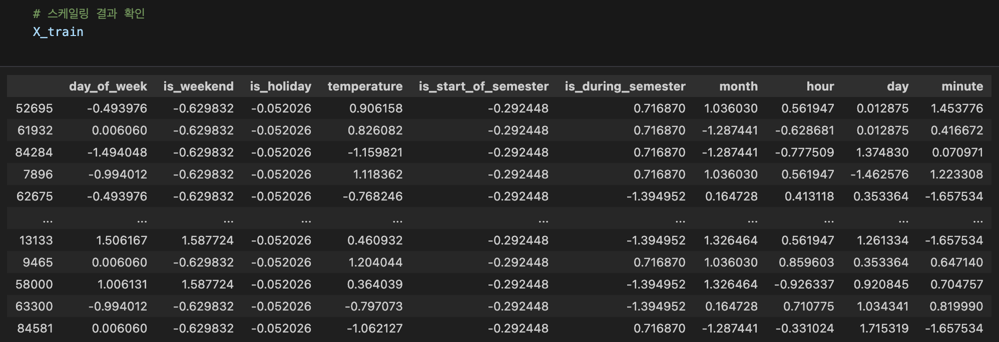 # 스케일링 결과 확인
X_train
day_of_week is_weekend is_holiday temperature is_start_of_semester is_during_semester month hour day minute
52695 -0.493976 -0.629832 -0.052026 0.906158 -0.292448 0.716870 1.036030 0.561947 0.012875 1.453776
61932 0.006060 -0.629832 -0.052026 0.826082 -0.292448 0.716870 -1.287441 -0.628681 0.012875 0.416672
84284 -1.494048 -0.629832 -0.052026 -1.159821 -0.292448 0.716870 -1.287441 -0.777509 1.374830 0.070971
7896 -0.994012 -0.629832 -0.052026 1.118362 -0.292448 0.716870 1.036030 0.561947 -1.462576 1.223308
62675 -0.493976 -0.629832 -0.052026 -0.768246 -0.292448 -1.394952 0.164728 0.413118 0.353364 -1.657534
... ... ... ... ... ... ... ... ... ... ...
13133 1.506167 1.587724 -0.052026 0.460932 -0.292448 -1.394952 1.326464 0.561947 1.261334 -1.657534
9465 0.006060 -0.629832 -0.052026 1.204044 -0.292448 0.716870 1.036030 0.859603 0.353364 0.647140
58000 1.006131 1.587724 -0.052026 0.364039 -0.292448 -1.394952 1.326464 -0.926337 0.920845 0.704757
63300 -0.994012 -0.629832 -0.052026 -0.797073 -0.292448 -1.394952 0.164728 0.710775 1.034341 0.819990
84581 0.006060 -0.629832 -0.052026 -1.062127 -0.292448 0.716870 -1.287441 -0.331024 1.715319 -1.657534